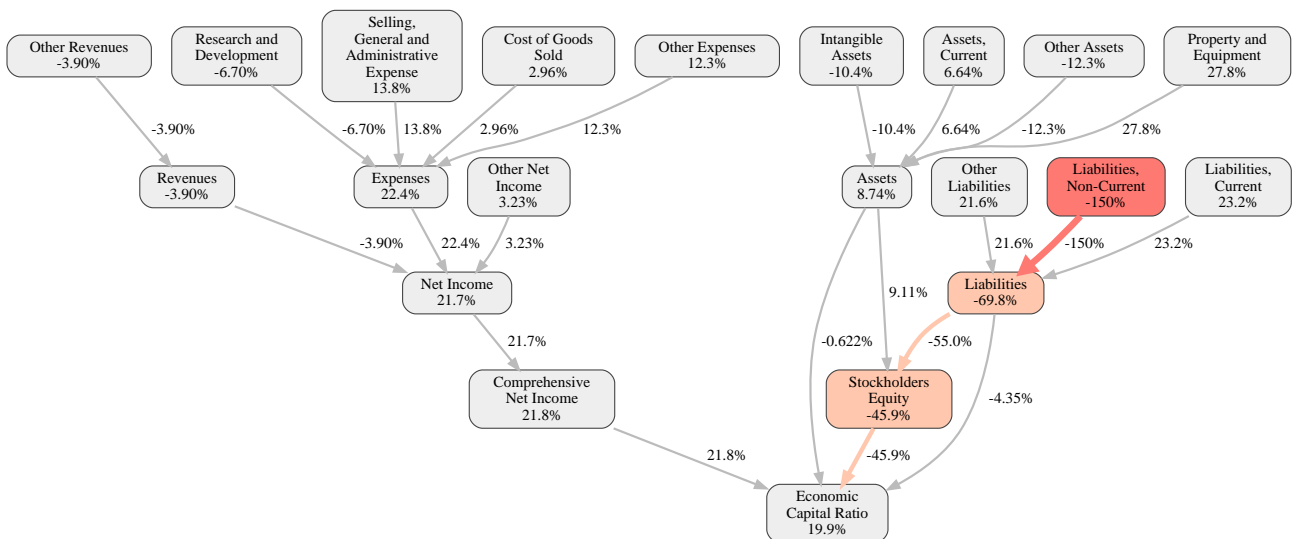 Other Revenues
-3.90%
Research and
Development
-6.70%
Selling,
General and
Administrative
Expense
13.8%
Cost of Goods
Sold
2.96%
Other Expenses
12.3%
Intangible
Assets
-10.4%
Assets,
Current
6.64%
Other Assets
-12.3%
Property and
Equipment
27.8%
-3.90%
-6.70%
13.8%
2.96%
12.3%
-10.4%
6.64%
-12.3%
27.8%
Revenues
-3.90%
Expenses
22.4%
Other Net
Income
3.23%
Assets
8.74%
Other
Liabilities
21.6%
Liabilities,
Non-Current
-150%
Liabilities,
Current
23.2%
-3.90%
22.4%
3.23%
21.6%
-150%
23.2%
Net Income
21.7%
9.11%
Liabilities
-69.8%
21.7%
-0.622%
-55.0%
Comprehensive
Net Income
21.8%
Stockholders
Equity
-45.9%
-4.35%
21.8%
-45.9%
Economic
Capital Ratio
19.9%